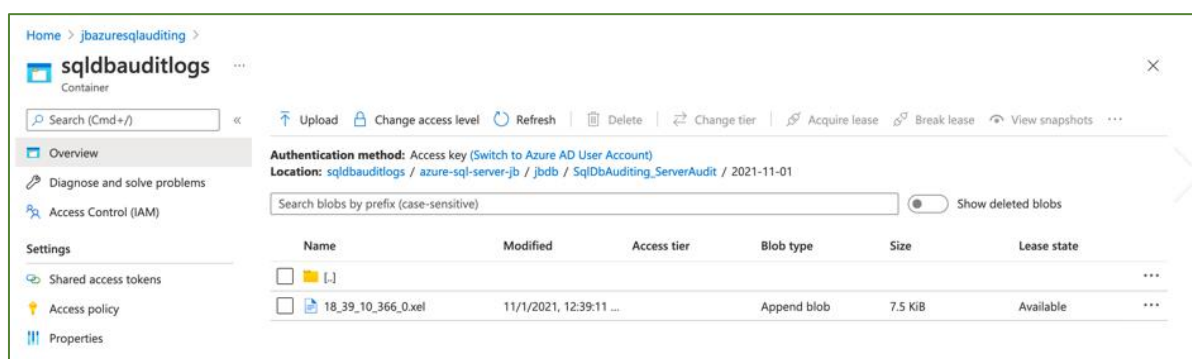 Home > jbazuresqlauditing >
sqldbauditlogs ...
Container
Search (Cmd+/) «
Upload Change access level Refresh Delete Change tier Acquire lease Break lease View snapshots ...
Overview
Diagnose and solve problems
Access Control (IAM)
Settings
Shared access tokens
Access policy
Properties
Authentication method: Access key (Switch to Azure AD User Account)
Location: sqldbauditlogs / azure-sql-server-jb / jbdb / SqlDbAuditing_ServerAudit / 2021-11-01
Search blobs by prefix (case-sensitive) Show deleted blobs
Name Modified Access tier Blob type Size Lease state
[..] ...
18_39_10_366_0.xel 11/1/2021, 12:39:11 ... Append blob 7.5 KiB Available ...